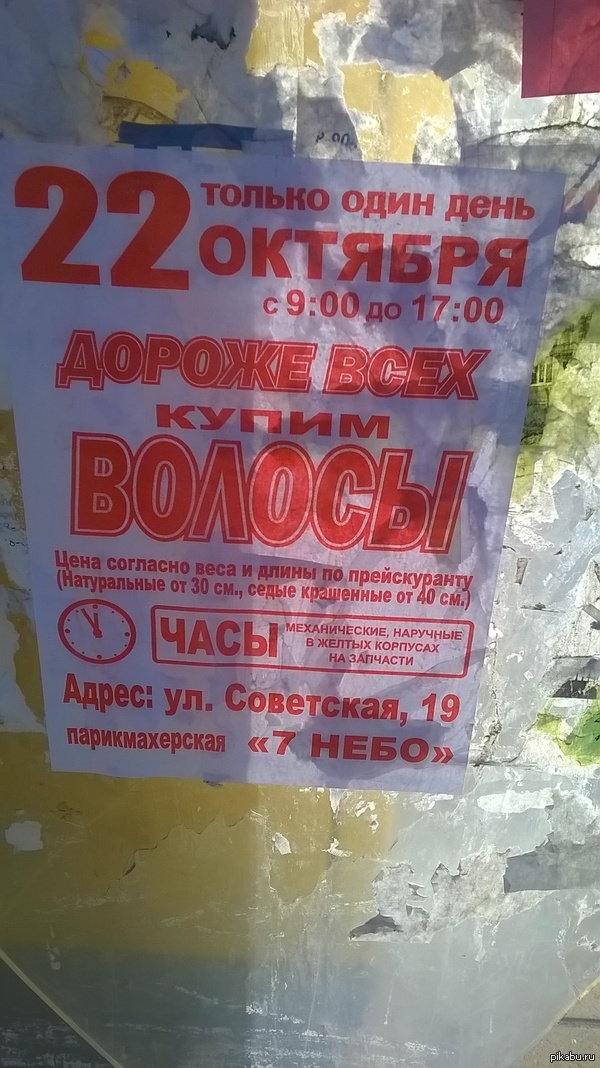 22 только один день
октября
с 9:00 до 17:00
ДОРОЖЕ ВСЕХ
КУПИМ
ВОЛОСЫ
Цена согласно веса и длины по прейскуранту
(Натуральные от 30 см., седые крашенные от 40 см.)
ЧАСЫ МЕХАНИЧЕСКИЕ, НАРУЧНЫЕ
В ЖЕЛТЫХ КОРПУСАХ
НА ЗАПЧАСТИ
Адрес: ул. Советская, 19
парикмахерская «7 НЕБО»
pikabu.ru